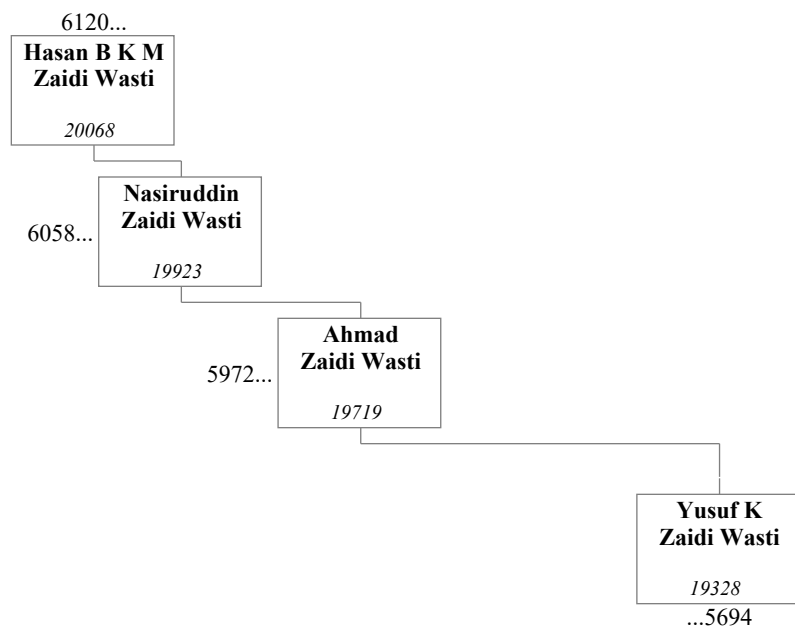 6120...
Hasan B K M
Zaidi Wasti
20068
Nasiruddin
Zaidi Wasti
6058...
19923
Ahmad
Zaidi Wasti
5972...
19719
Yusuf K
Zaidi Wasti
19328
...5694